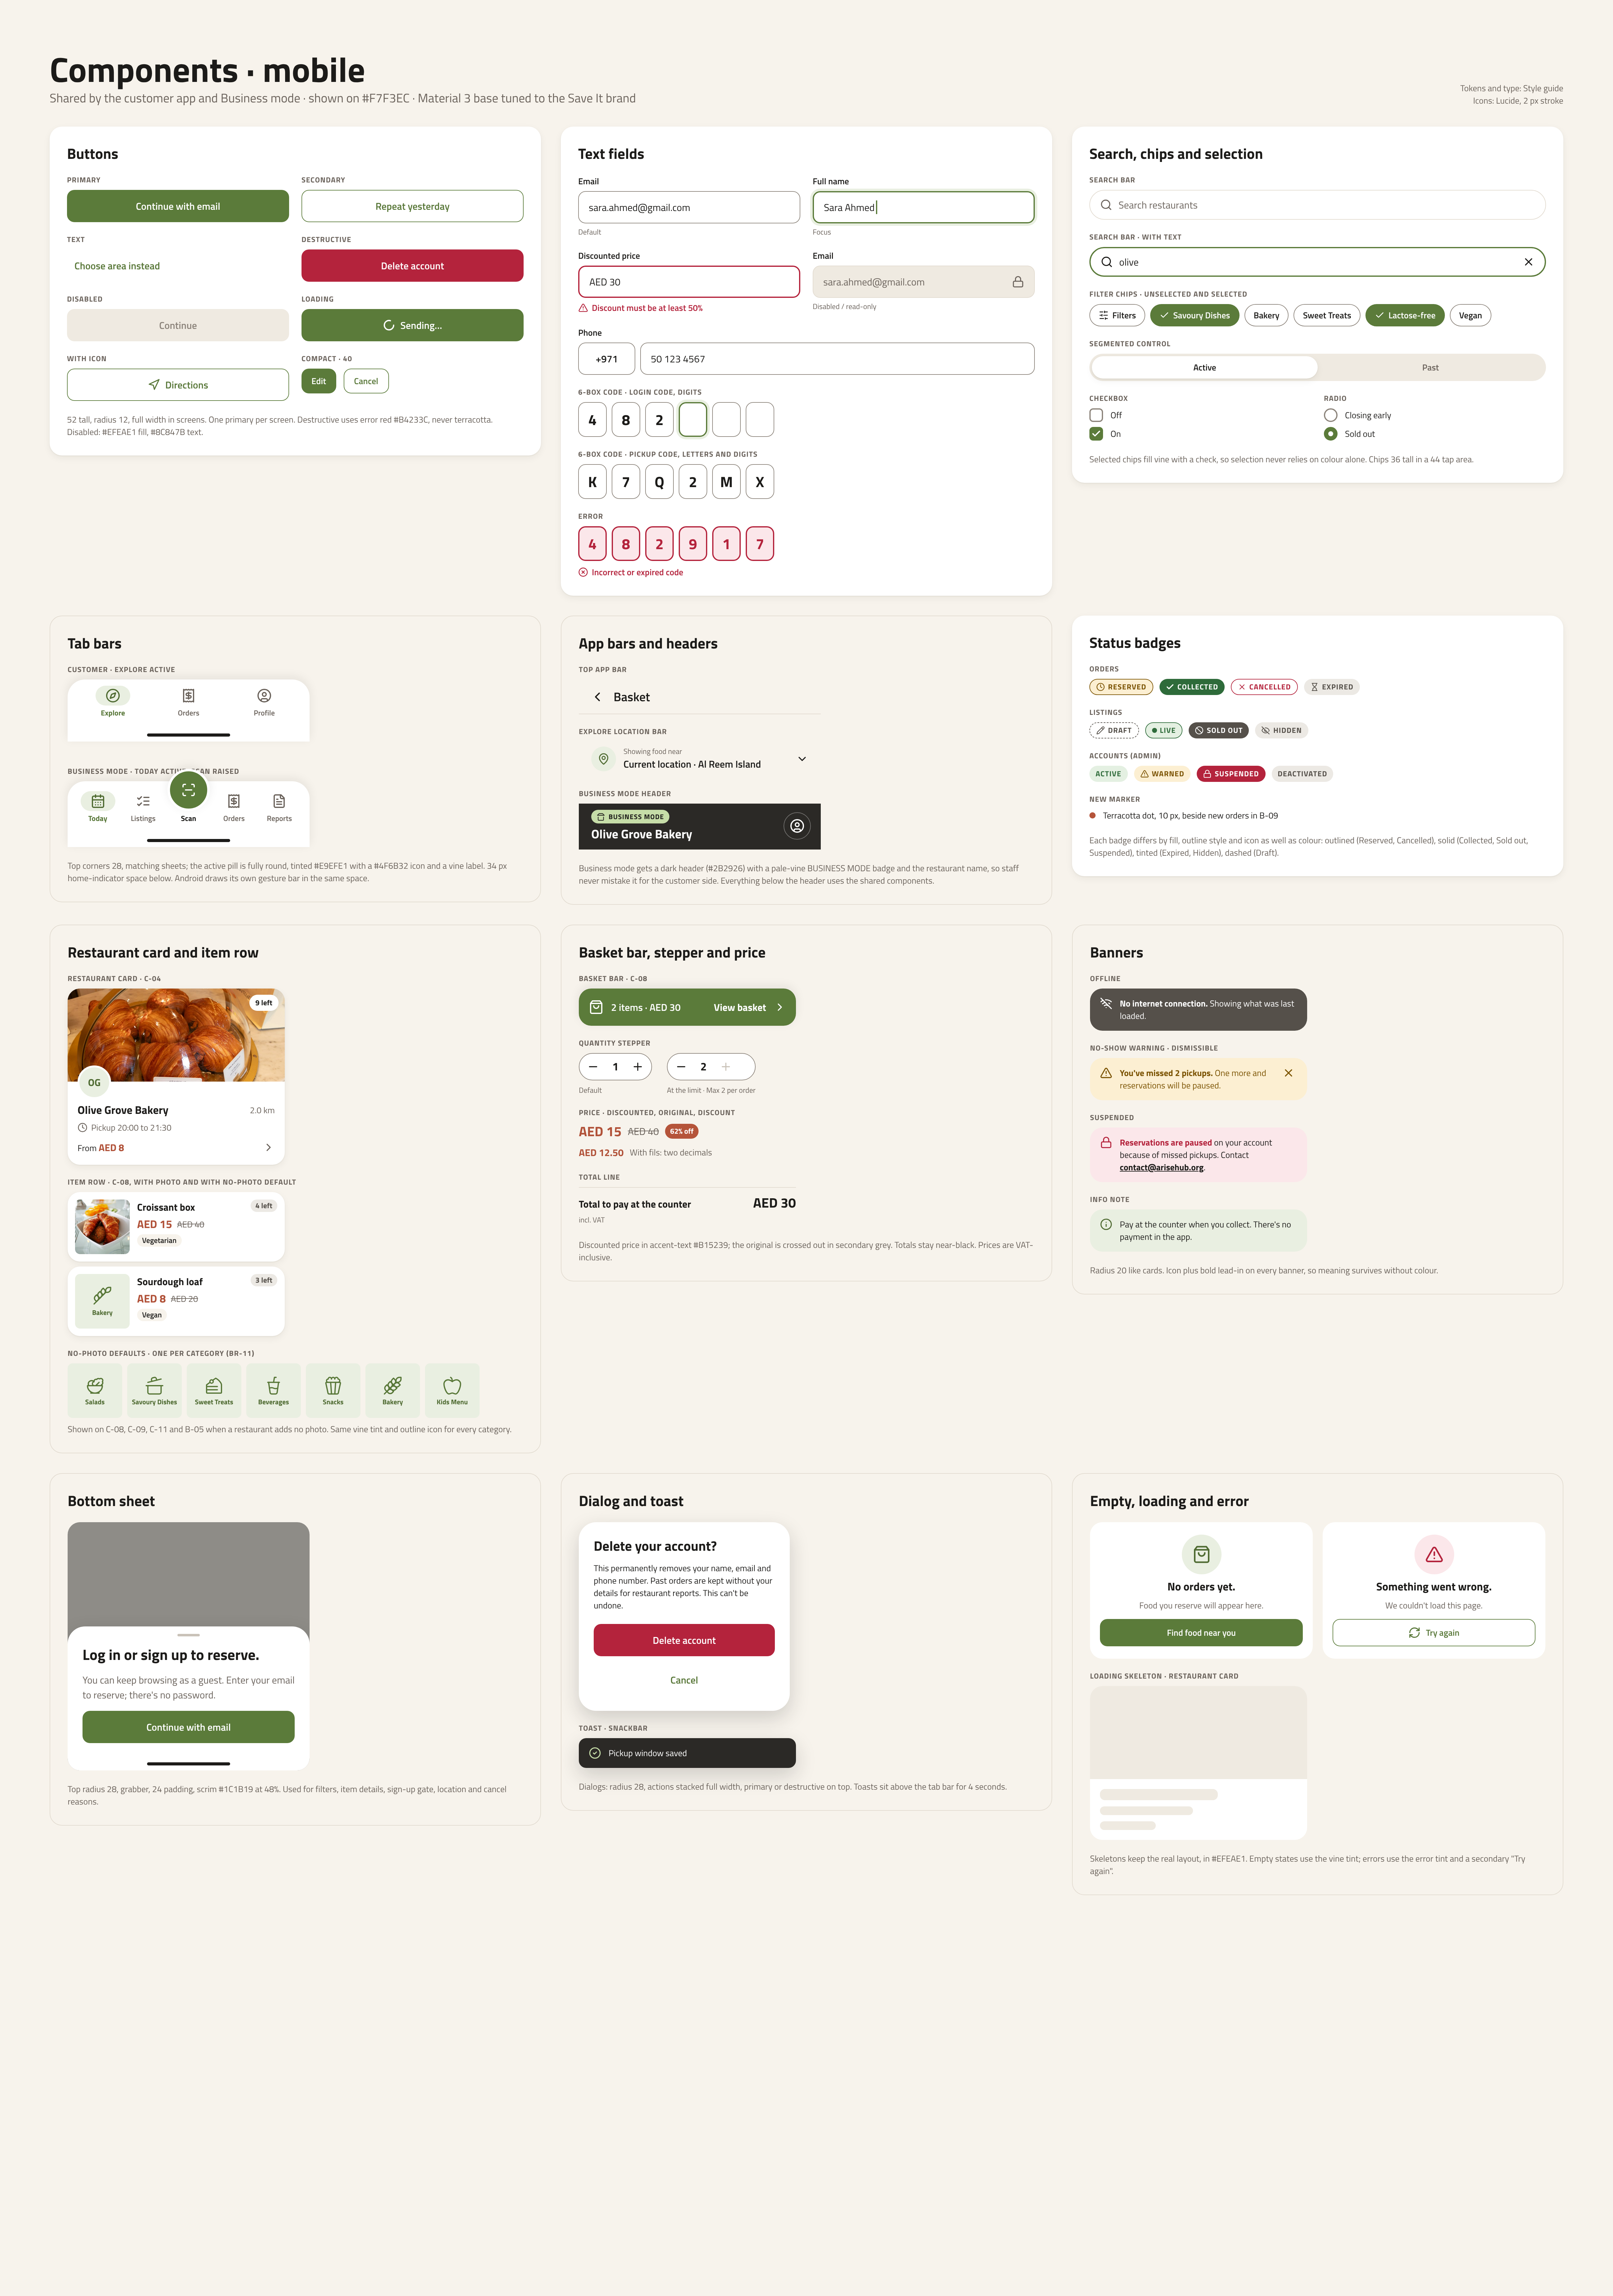 Components · mobile
Shared by the customer app and Business mode · shown on #F7F3EC · Material 3 base tuned to the Save It brand
Tokens and type: Style guide
Icons: Lucide, 2 px stroke
Buttons
PRIMARY
SECONDARY
Continue with email
Repeat yesterday
TEXT
DESTRUCTIVE
Choose area instead
Delete account
DISABLED
LOADING
Continue
Sending...
WITH ICON
COMPACT · 40
Directions
Edit
Cancel
52 tall, radius 12, full width in screens. One primary per screen. Destructive uses error red #B4233C, never terracotta.
Disabled: #EFEAE1 fill, #8C847B text.
Text fields
Email
Full name
sara.ahmed@gmail.com
Sara Ahmed
Default
Focus
Discounted price
Email
AED 30
sara.ahmed@gmail.com
Discount must be at least 50%
Disabled / read-only
Phone
+971
50 123 4567
6-BOX CODE · LOGIN CODE, DIGITS
4 8 2
6-BOX CODE · PICKUP CODE, LETTERS AND DIGITS
K 7 Q 2 M X
ERROR
4 8 2 9 1 7
Incorrect or expired code
Search, chips and selection
SEARCH BAR
Search restaurants
SEARCH BAR · WITH TEXT
olive
FILTER CHIPS · UNSELECTED AND SELECTED
Filters
Savoury Dishes
Bakery
Sweet Treats
Lactose-free
Vegan
SEGMENTED CONTROL
Active
Past
CHECKBOX
RADIO
Off
Closing early
On
Sold out
Selected chips fill vine with a check, so selection never relies on colour alone. Chips 36 tall in a 44 tap area.
Tab bars
CUSTOMER · EXPLORE ACTIVE
Explore
Orders
Profile
BUSINESS MODE · TODAY ACTIVE, SCAN RAISED
Today
Listings
Scan
Orders
Reports
Top corners 28, matching sheets; the active pill is fully round, tinted #E9EFE1 with a #4F6B32 icon and a vine label. 34 px
home-indicator space below. Android draws its own gesture bar in the same space.
App bars and headers
TOP APP BAR
Basket
EXPLORE LOCATION BAR
Showing food near
Current location · Al Reem Island
BUSINESS MODE HEADER
BUSINESS MODE
Olive Grove Bakery
Business mode gets a dark header (#2B2926) with a pale-vine BUSINESS MODE badge and the restaurant name, so staff
never mistake it for the customer side. Everything below the header uses the shared components.
Status badges
ORDERS
RESERVED
COLLECTED
CANCELLED
EXPIRED
LISTINGS
DRAFT
LIVE
SOLD OUT
HIDDEN
ACCOUNTS (ADMIN)
ACTIVE
WARNED
SUSPENDED
DEACTIVATED
NEW MARKER
Terracotta dot, 10 px, beside new orders in B-09
Each badge differs by fill, outline style and icon as well as colour: outlined (Reserved, Cancelled), solid (Collected, Sold out,
Suspended), tinted (Expired, Hidden), dashed (Draft).
Restaurant card and item row
RESTAURANT CARD · C-04
9 left
OG
Olive Grove Bakery
2.0 km
Pickup 20:00 to 21:30
From AED 8
ITEM ROW · C-08, WITH PHOTO AND WITH NO-PHOTO DEFAULT
Croissant box
4 left
AED 15 AED 40
Vegetarian
Sourdough loaf
3 left
AED 8 AED 20
Vegan
Bakery
NO-PHOTO DEFAULTS · ONE PER CATEGORY (BR-11)
Salads
Savoury Dishes
Sweet Treats
Beverages
Snacks
Bakery
Kids Menu
Shown on C-08, C-09, C-11 and B-05 when a restaurant adds no photo. Same vine tint and outline icon for every category.
Basket bar, stepper and price
BASKET BAR · C-08
2 items · AED 30
View basket
QUANTITY STEPPER
1
2
Default
At the limit · Max 2 per order
PRICE · DISCOUNTED, ORIGINAL, DISCOUNT
AED 15 AED 40 62% off
AED 12.50 With fils: two decimals
TOTAL LINE
Total to pay at the counter
AED 30
incl. VAT
Discounted price in accent-text #B15239; the original is crossed out in secondary grey. Totals stay near-black. Prices are VAT-
inclusive.
Banners
OFFLINE
No internet connection. Showing what was last
loaded.
NO-SHOW WARNING · DISMISSIBLE
You've missed 2 pickups. One more and
reservations will be paused.
SUSPENDED
Reservations are paused on your account
because of missed pickups. Contact
contact@arisehub.org.
INFO NOTE
Pay at the counter when you collect. There's no
payment in the app.
Radius 20 like cards. Icon plus bold lead-in on every banner, so meaning survives without colour.
Bottom sheet
Log in or sign up to reserve.
You can keep browsing as a guest. Enter your email
to reserve; there's no password.
Continue with email
Top radius 28, grabber, 24 padding, scrim #1C1B19 at 48%. Used for filters, item details, sign-up gate, location and cancel
reasons.
Dialog and toast
Delete your account?
This permanently removes your name, email and
phone number. Past orders are kept without your
details for restaurant reports. This can't be
undone.
Delete account
Cancel
TOAST · SNACKBAR
Pickup window saved
Dialogs: radius 28, actions stacked full width, primary or destructive on top. Toasts sit above the tab bar for 4 seconds.
Empty, loading and error
No orders yet.
Food you reserve will appear here.
Find food near you
Something went wrong.
We couldn't load this page.
Try again
LOADING SKELETON · RESTAURANT CARD
Skeletons keep the real layout, in #EFEAE1. Empty states use the vine tint; errors use the error tint and a secondary "Try
again".